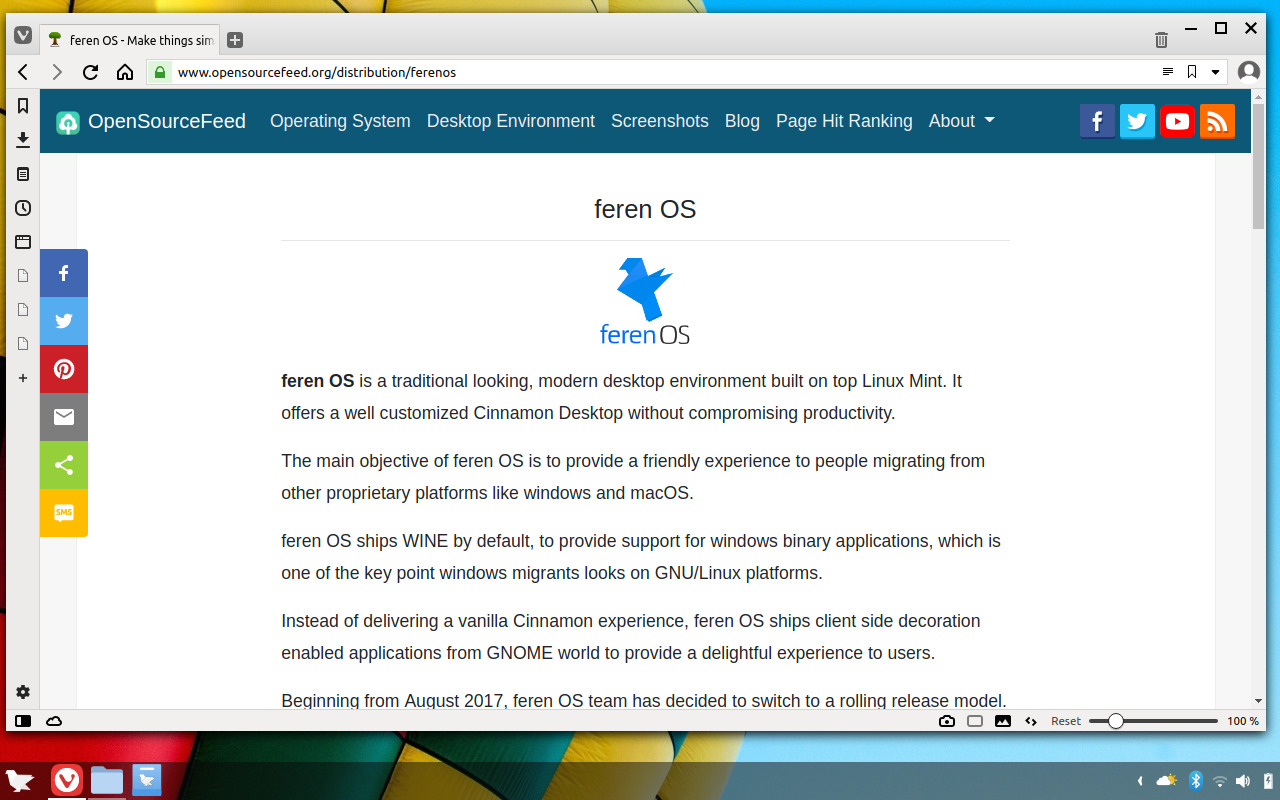 feren OS - Make things sim
www.opensourcefeed.org/distribution/ferenos
OpenSourceFeed Operating System Desktop Environment Screenshots Blog Page Hit Ranking About
feren OS
feren OS
feren OS is a traditional looking, modern desktop environment built on top Linux Mint. It
offers a well customized Cinnamon Desktop without compromising productivity.
The main objective of feren OS is to provide a friendly experience to people migrating from
other proprietary platforms like windows and macOS.
SMS
feren OS ships WINE by default, to provide support for windows binary applications, which is
one of the key point windows migrants looks on GNU/Linux platforms.
Instead of delivering a vanilla Cinnamon experience, feren OS ships client side decoration
enabled applications from GNOME world to provide a delightful experience to users.
Beginning from August 2017, feren OS team has decided to switch to a rolling release model.
Reset 100 %